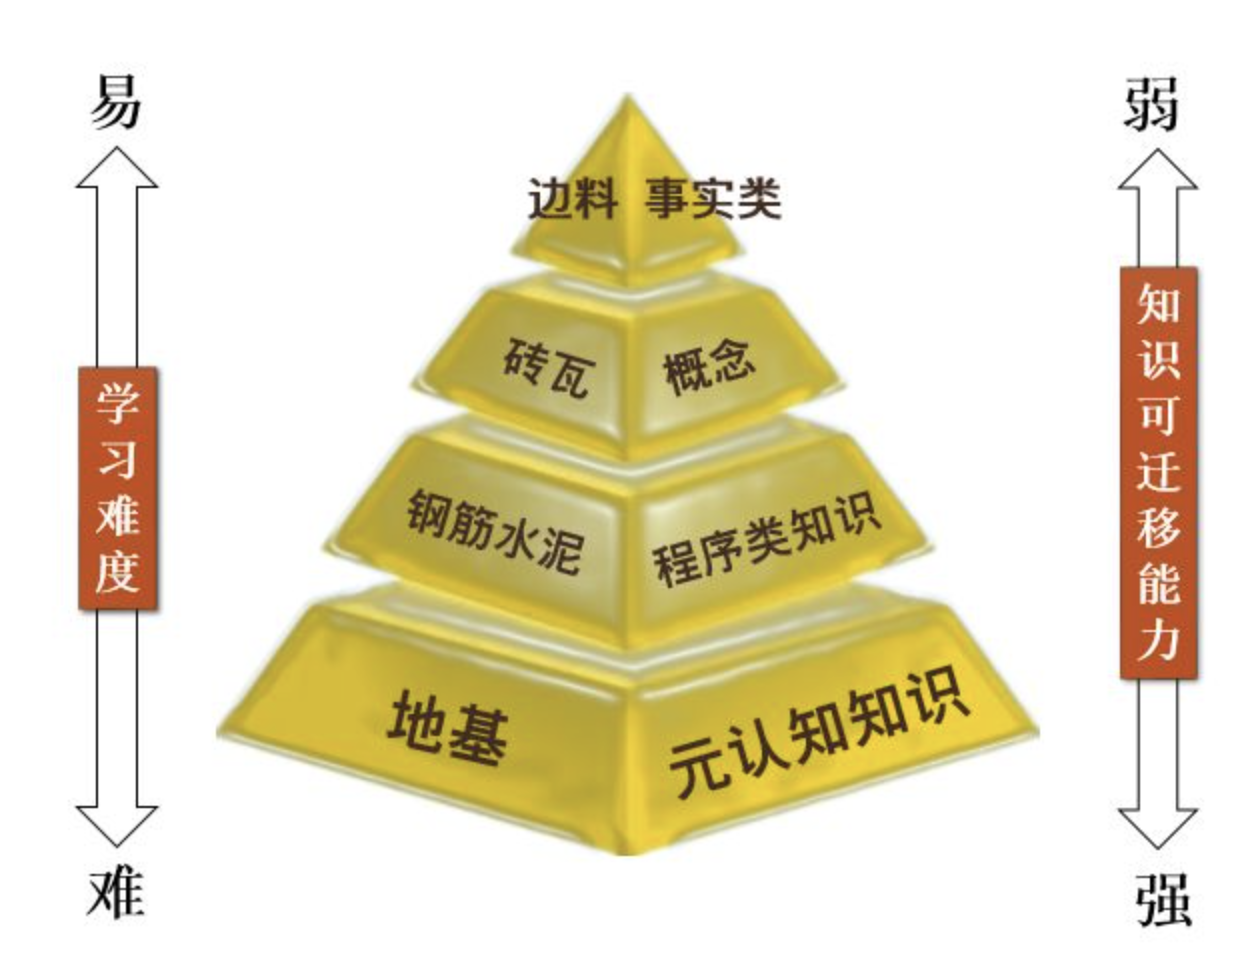 易
弱
边料 事实类
砖瓦 概念
钢筋水泥 程序类知识
地基 元认知知识
学习难度
知识可迁移能力
难
强